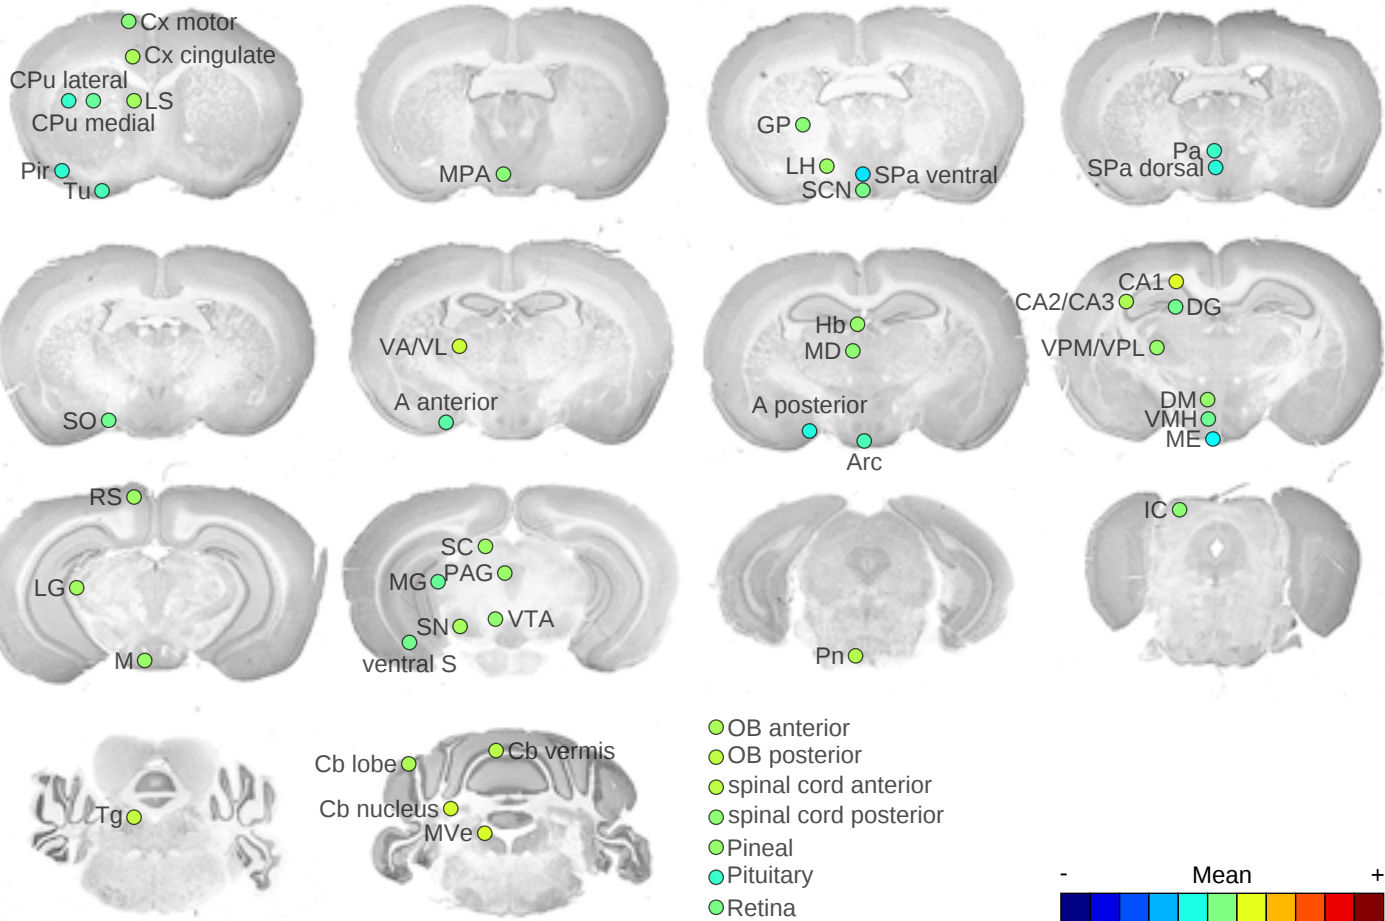 Cx motor
Cx cingulate
CPu lateral
LS
CPu medial
Pir
Tu
MPA
GP
LH
SPa ventral
SCN
Pa
SPa dorsal
SO
VA/VL
A anterior
Hb
MD
A posterior
Arc
CA1
CA2/CA3
DG
VPM/VPL
DM
VMH
ME
RS
LG
M
SC
MG
PAG
SN
VTA
ventral S
Pn
IC
Tg
Cb lobe
Cb vermis
Cb nucleus
MVe
OB anterior
OB posterior
spinal cord anterior
spinal cord posterior
Pineal
Pituitary
Retina
- Mean +